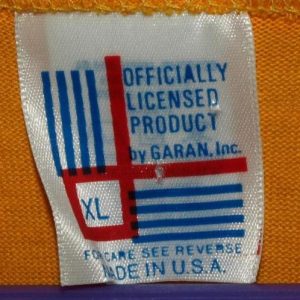 OFFICIALLY
LICENSED
PRODUCT
by GARAN, Inc.
XL
FOR CARE SEE REVERSE
MADE IN U.S.A.